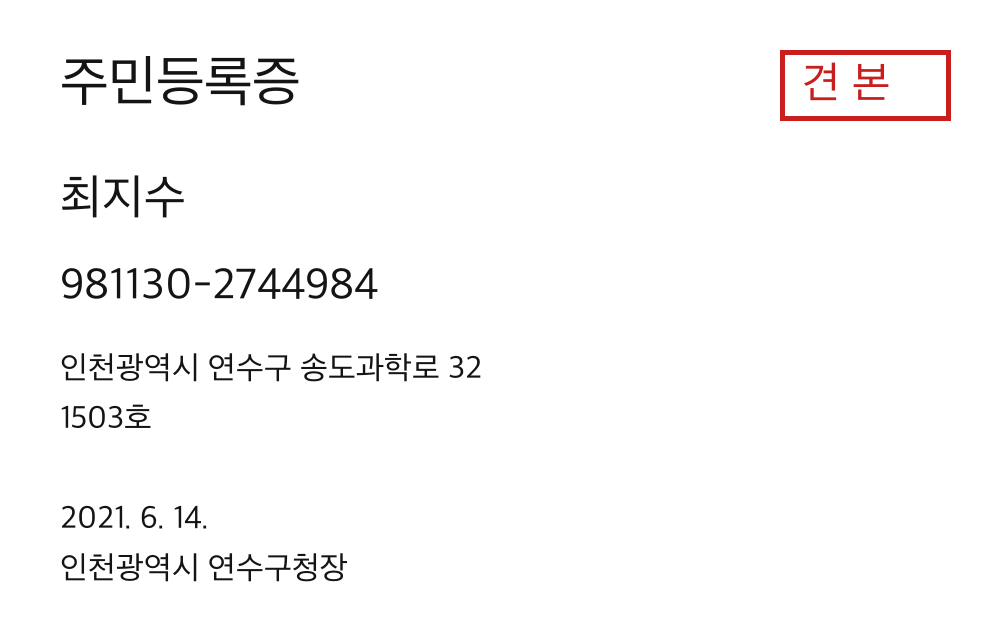 주민등록증
견 본
최지수
981130-2744984
인천광역시 연수구 송도과학로 32
1503호
2021. 6. 14.
인천광역시 연수구청장